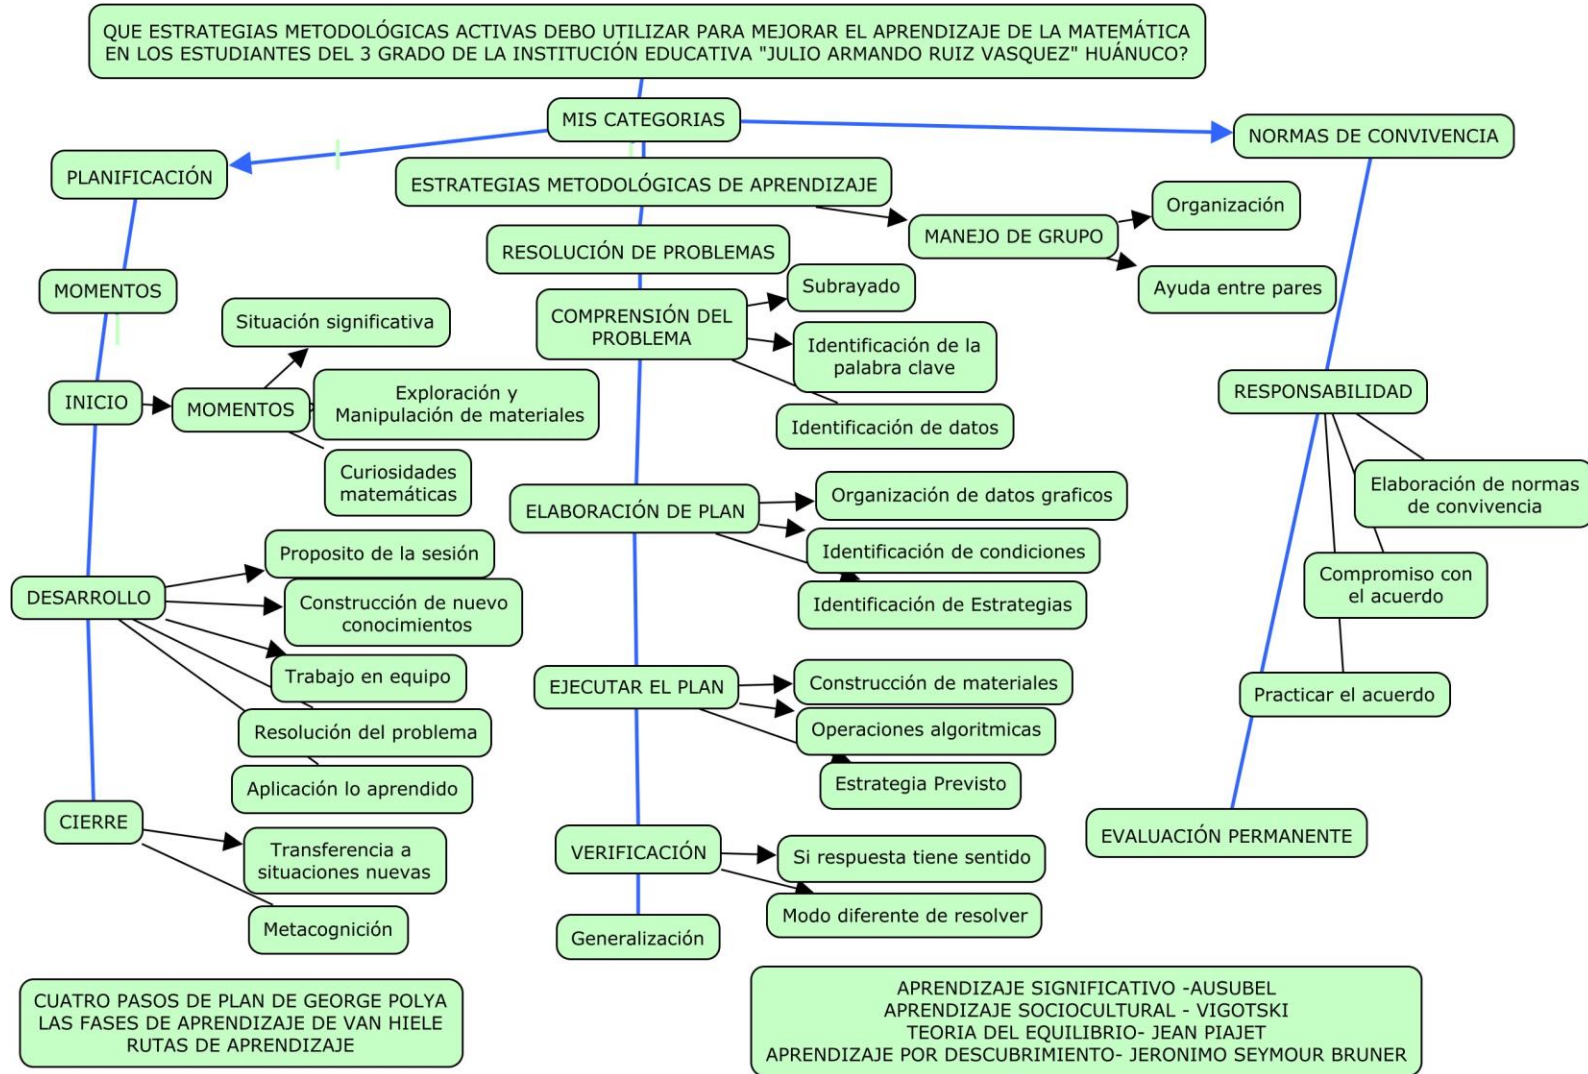 QUE ESTRATEGIAS METODOLÓGICAS ACTIVAS DEBO UTILIZAR PARA MEJORAR EL APRENDIZAJE DE LA MATEMÁTICA
EN LOS ESTUDIANTES DEL 3 GRADO DE LA INSTITUCIÓN EDUCATIVA "JULIO ARMANDO RUIZ VASQUEZ" HUÁNUCO?
MIS CATEGORIAS
PLANIFICACIÓN
MOMENTOS
INICIO
MOMENTOS
Situación significativa
Exploración y
Manipulación de materiales
Curiosidades
matemáticas
DESARROLLO
Proposito de la sesión
Construcción de nuevo
conocimientos
Trabajo en equipo
Resolución del problema
Aplicación lo aprendido
CIERRE
Transferencia a
situaciones nuevas
Metacognición
ESTRATEGIAS METODOLÓGICAS DE APRENDIZAJE
MANEJO DE GRUPO
Organización
Ayuda entre pares
RESOLUCIÓN DE PROBLEMAS
COMPRENSIÓN DEL
PROBLEMA
Subrayado
Identificación de la
palabra clave
Identificación de datos
ELABORACIÓN DE PLAN
Organización de datos graficos
Identificación de condiciones
Identificación de Estrategias
EJECUTAR EL PLAN
Construcción de materiales
Operaciones algoritmicas
Estrategia Previsto
VERIFICACIÓN
Si respuesta tiene sentido
Modo diferente de resolver
Generalización
NORMAS DE CONVIVENCIA
RESPONSABILIDAD
Elaboración de normas
de convivencia
Compromiso con
el acuerdo
Practicar el acuerdo
EVALUACIÓN PERMANENTE
CUATRO PASOS DE PLAN DE GEORGE POLYA
LAS FASES DE APRENDIZAJE DE VAN HIELE
RUTAS DE APRENDIZAJE
APRENDIZAJE SIGNIFICATIVO -AUSUBEL
APRENDIZAJE SOCIOCULTURAL - VIGOTSKI
TEORIA DEL EQUILIBRIO- JEAN PIAJET
APRENDIZAJE POR DESCUBRIMIENTO- JERONIMO SEYMOUR BRUNER